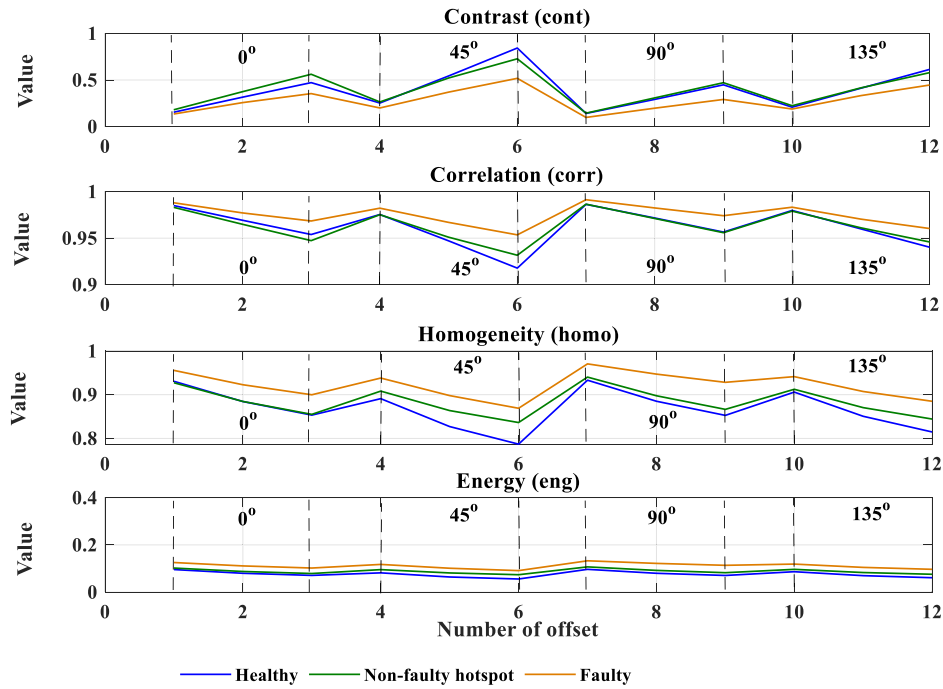 Contrast (cont)
1
0.5
0
Value
0°
45°
90°
135°
0 2 4 6 8 10 12
Correlation (corr)
1
0.95
0.9
Value
0°
45°
90°
135°
0 2 4 6 8 10 12
Homogeneity (homo)
1
0.9
0.8
Value
0°
45°
90°
135°
0 2 4 6 8 10 12
Energy (eng)
0.4
0.2
0
Value
0°
45°
90°
135°
0 2 4 6 8 10 12
Number of offset
Healthy Non-faulty hotspot Faulty